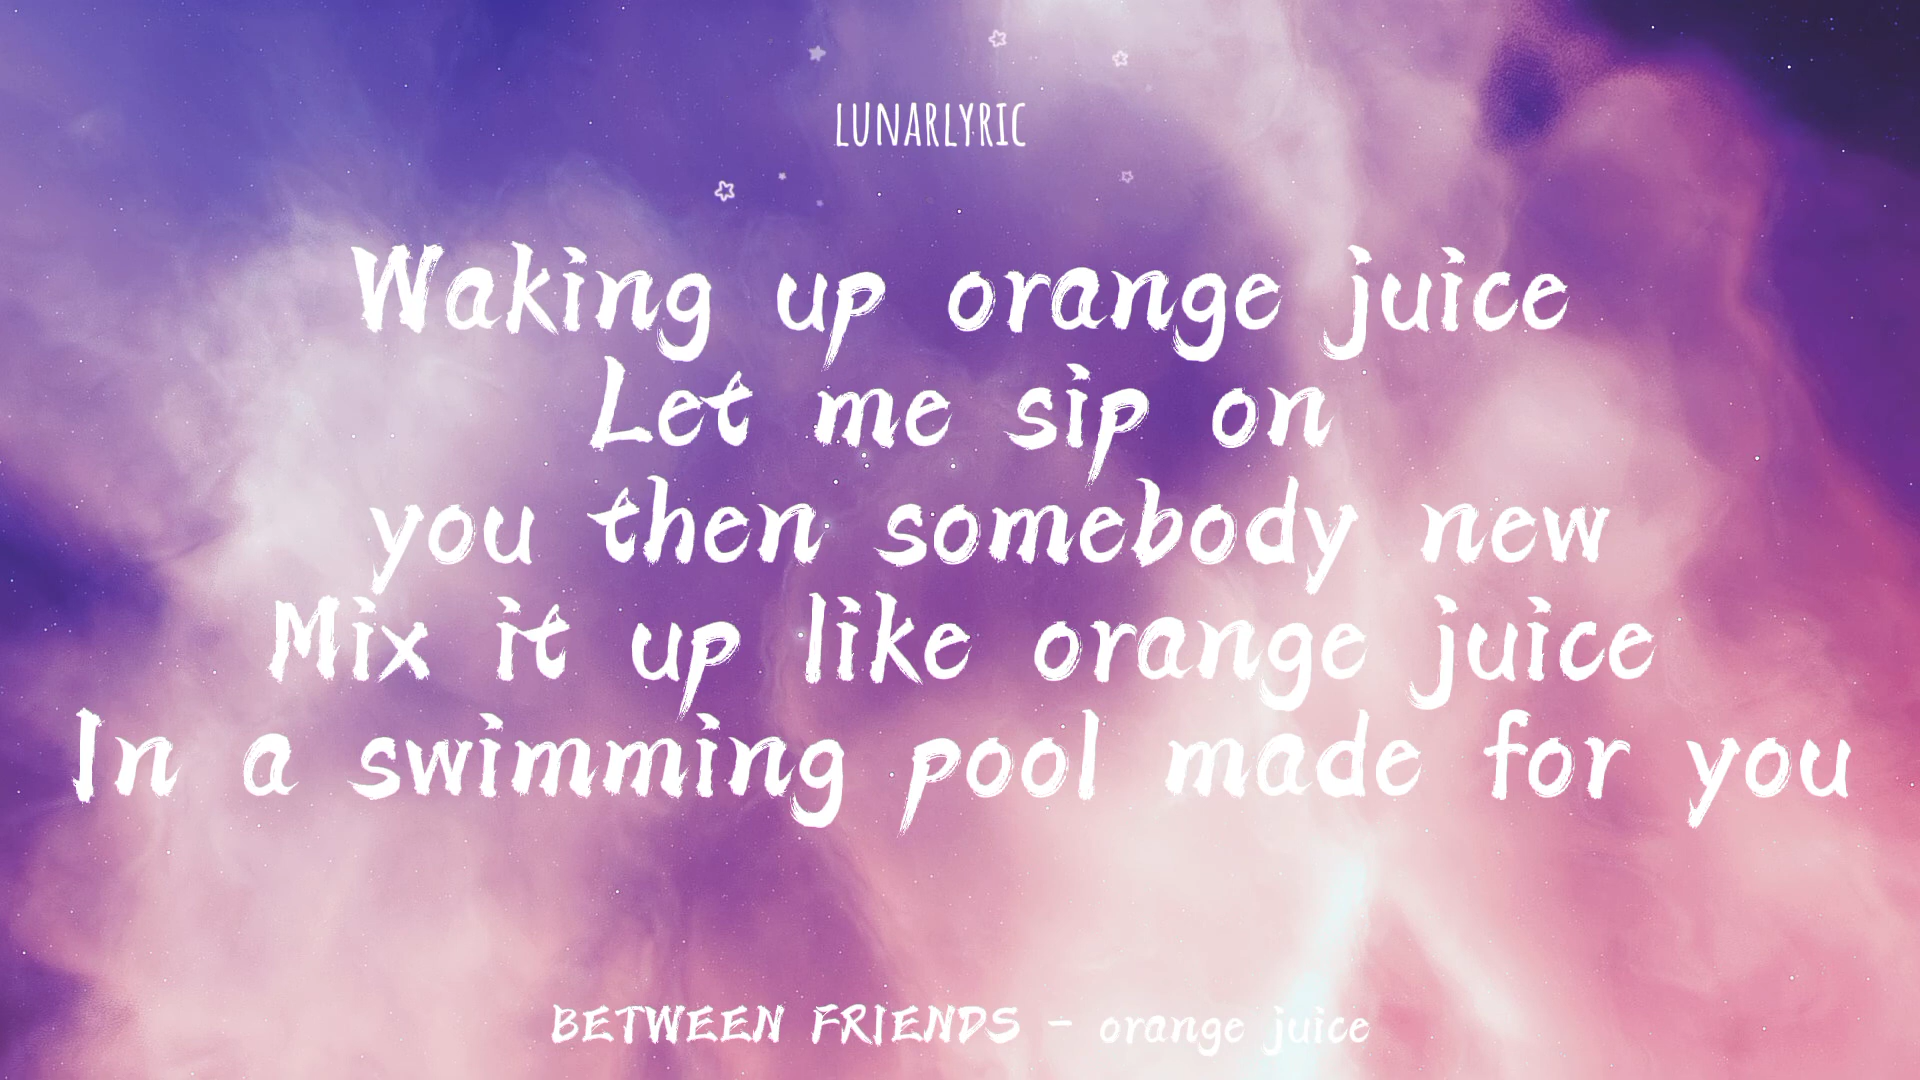 LUNARLYRIC
Waking up orange juice
Let me sip on
you then somebody new
Mix it up like orange juice
In a swimming pool made for you
BETWEEN FRIENDS - orange juice